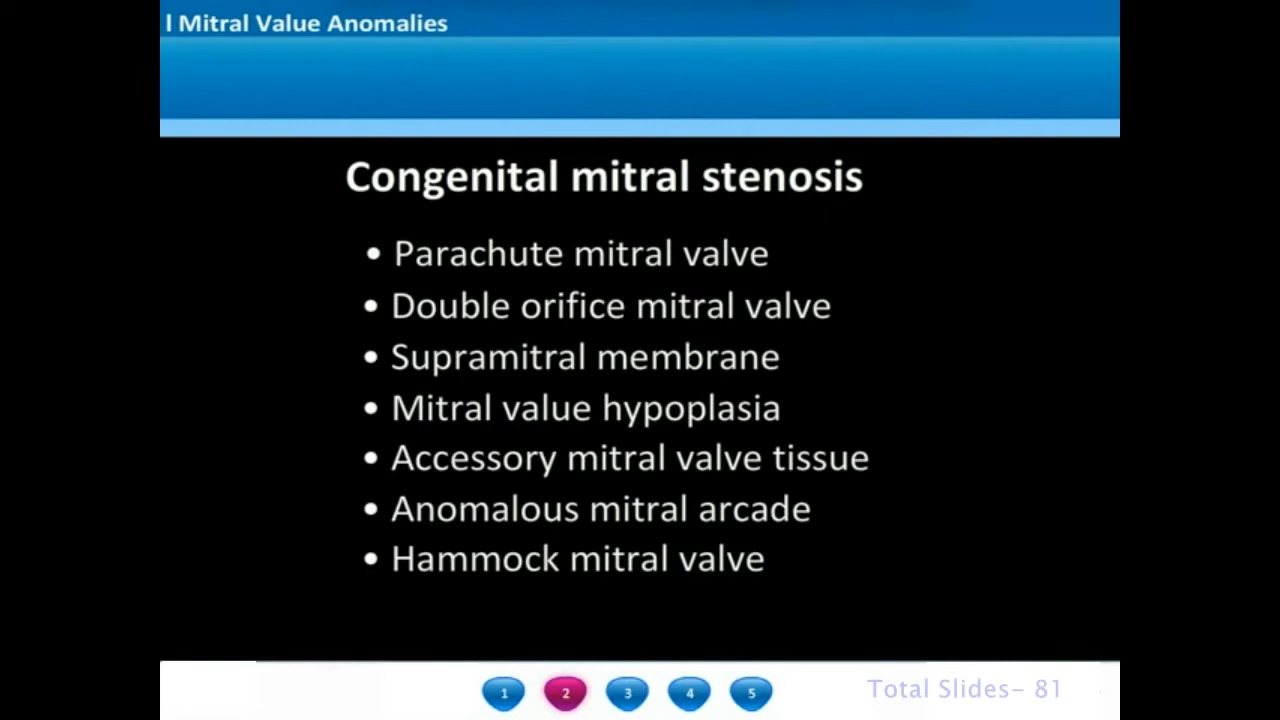 l Mitral Value Anomalies
Congenital mitral stenosis
• Parachute mitral valve
• Double orifice mitral valve
• Supramitral membrane
• Mitral value hypoplasia
• Accessory mitral valve tissue
• Anomalous mitral arcade
• Hammock mitral valve
1 2 3 4 5 Total Slides- 81